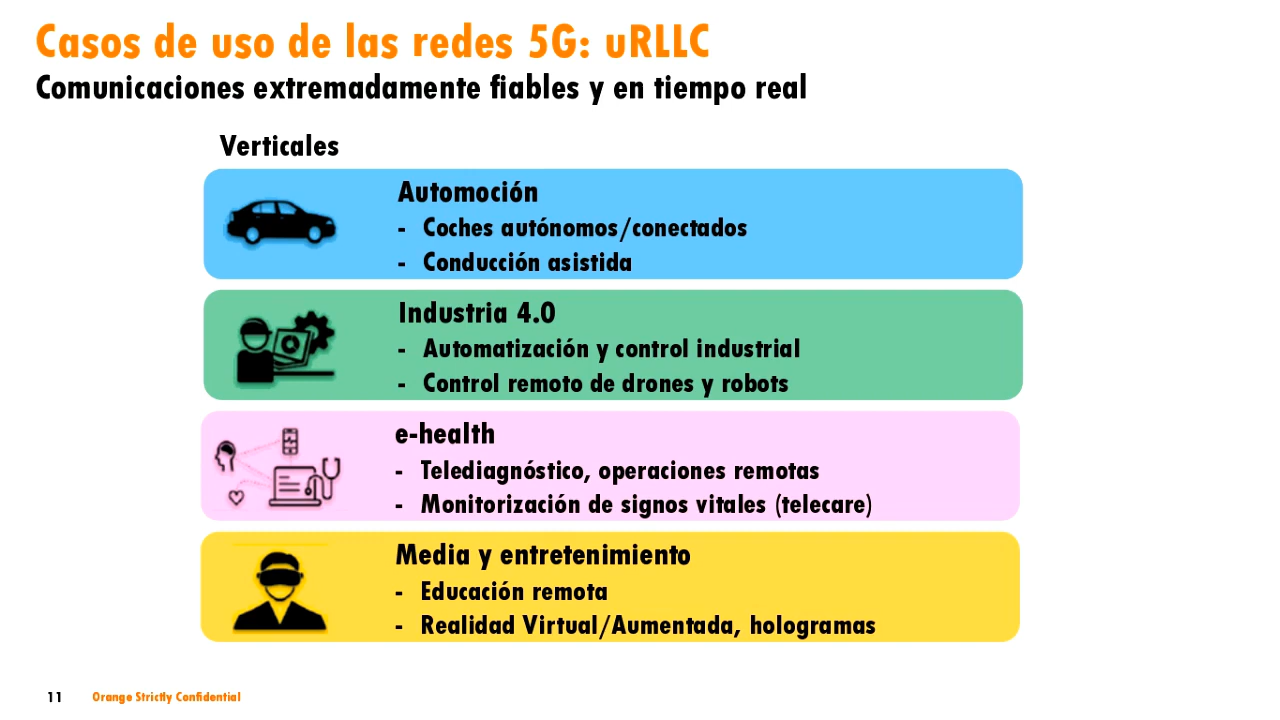 Casos de uso de las redes 5G: uRLLC
Comunicaciones extremadamente fiables y en tiempo real
Verticales
Automoción
- Coches autónomos/conectados
- Conducción asistida
Industria 4.0
- Automatización y control industrial
- Control remoto de drones y robots
e-health
- Telediagnóstico, operaciones remotas
- Monitorización de signos vitales (telecare)
Media y entretenimiento
- Educación remota
- Realidad Virtual/Aumentada, hologramas
11 Orange Strictly Confidential